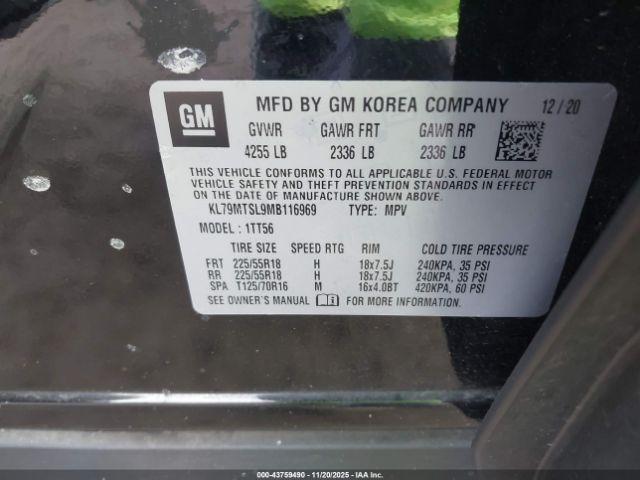 GM
MFD BY GM KOREA COMPANY 12/20
GVWR GAWR FRT GAWR RR
4255 LB 2336 LB 2336 LB
THIS VEHICLE CONFORMS TO ALL APPLICABLE U.S. FEDERAL MOTOR
VEHICLE SAFETY AND THEFT PREVENTION STANDARDS IN EFFECT
ON THE DATE OF MANUFACTURE SHOWN ABOVE.
KL79MTSL9MB116969 TYPE: MPV
MODEL : 1TT56
TIRE SIZE SPEED RTG RIM COLD TIRE PRESSURE
FRT 225/55R18 H 18x7.5J 240KPA, 35 PSI
RR 225/55R18 H 18x7.5J 240KPA, 35 PSI
SPA T125/70R16 M 16x4.0BT 420KPA, 60 PSI
SEE OWNER'S MANUAL FOR MORE INFORMATION
000-43759490 - 11/20/2025 - IAAI.com